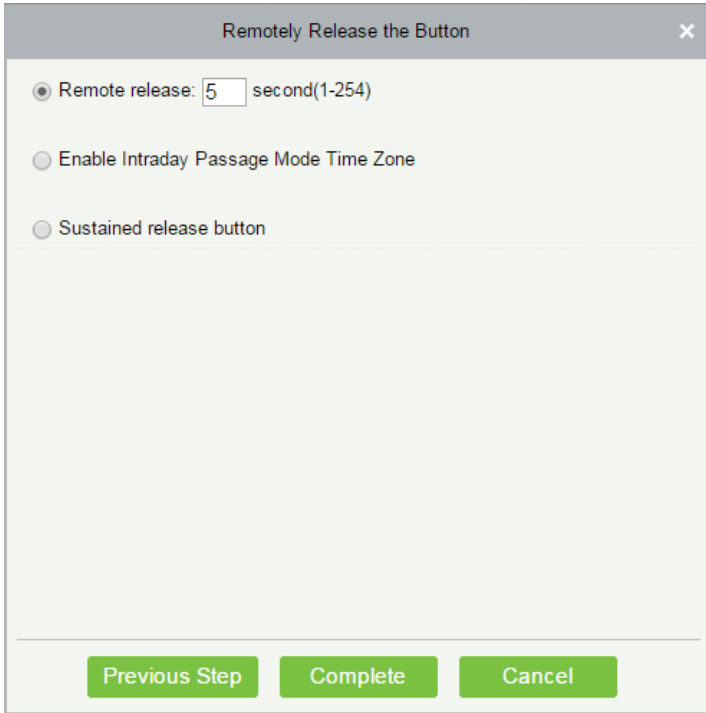 Remotely Release the Button
Remote release: 5 second(1-254)
Enable Intraday Passage Mode Time Zone
Sustained release button
Previous Step Complete Cancel